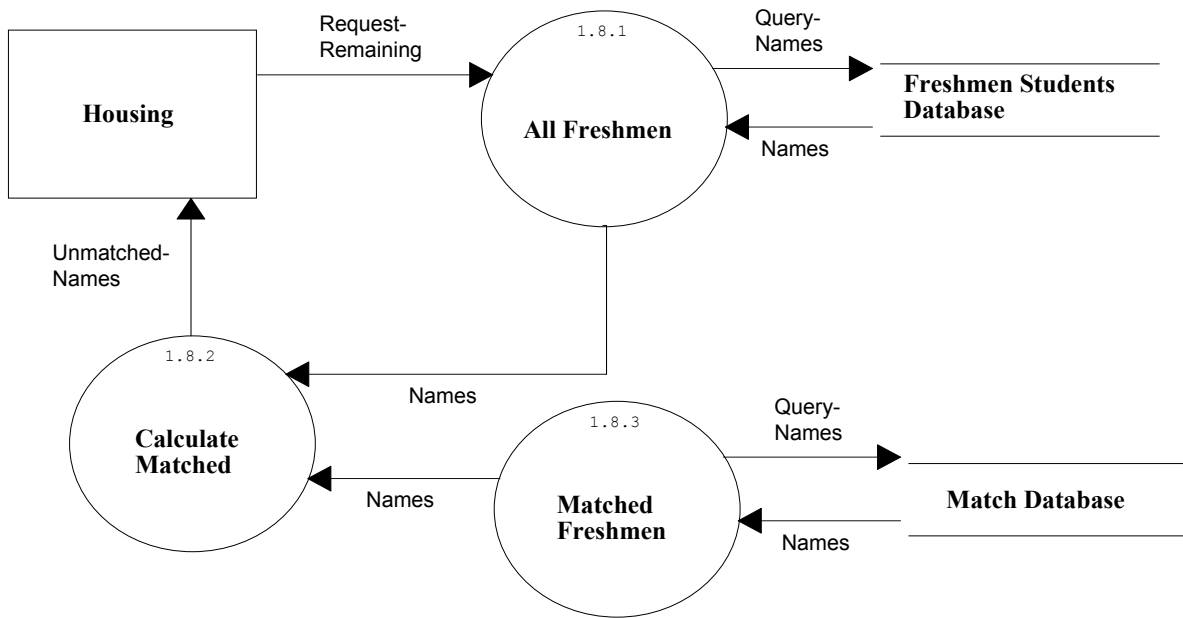 Request-
Remaining
1.8.1
Query-
Names
Housing
All Freshmen
Freshmen Students
Database
Names
Unmatched-
Names
1.8.2
Names
Calculate
Matched
Names
1.8.3
Matched
Freshmen
Query-
Names
Match Database
Names